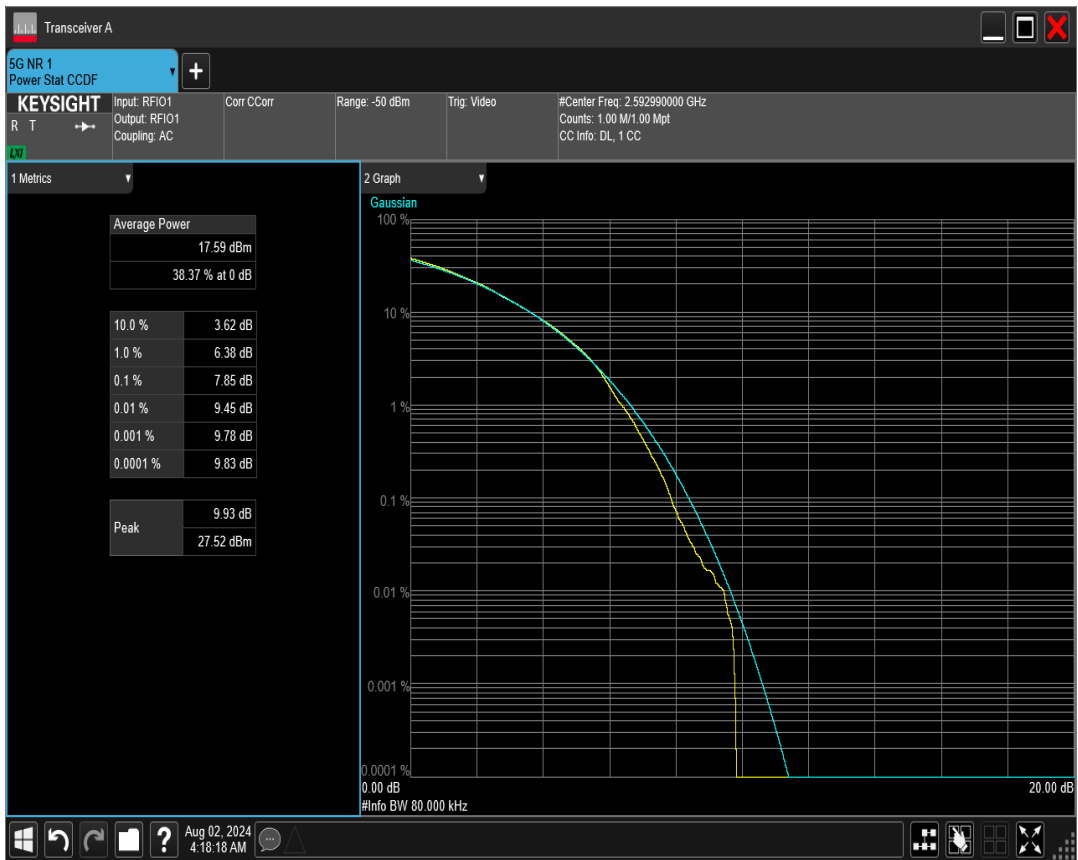 Transceiver A
5G NR 1
Power Stat CCDF
+
KEYSIGHT
R T
LXI
Input: RFIO1
Output: RFIO1
Coupling: AC
Corr CCorr
Range: -50 dBm
Trig: Video
#Center Freq: 2.592990000 GHz
Counts: 1.00 M/1.00 Mpt
CC Info: DL, 1 CC
1 Metrics
Average Power
17.59 dBm
38.37 % at 0 dB
10.0 % 3.62 dB
1.0 % 6.38 dB
0.1 % 7.85 dB
0.01 % 9.45 dB
0.001 % 9.78 dB
0.0001 % 9.83 dB
Peak
9.93 dB
27.52 dBm
2 Graph
Gaussian
100 %
10 %
1 %
0.1 %
0.01 %
0.001 %
0.0001 %
0.00 dB 20.00 dB
#Info BW 80.000 kHz
?
Aug 02, 2024
4:18:18 AM